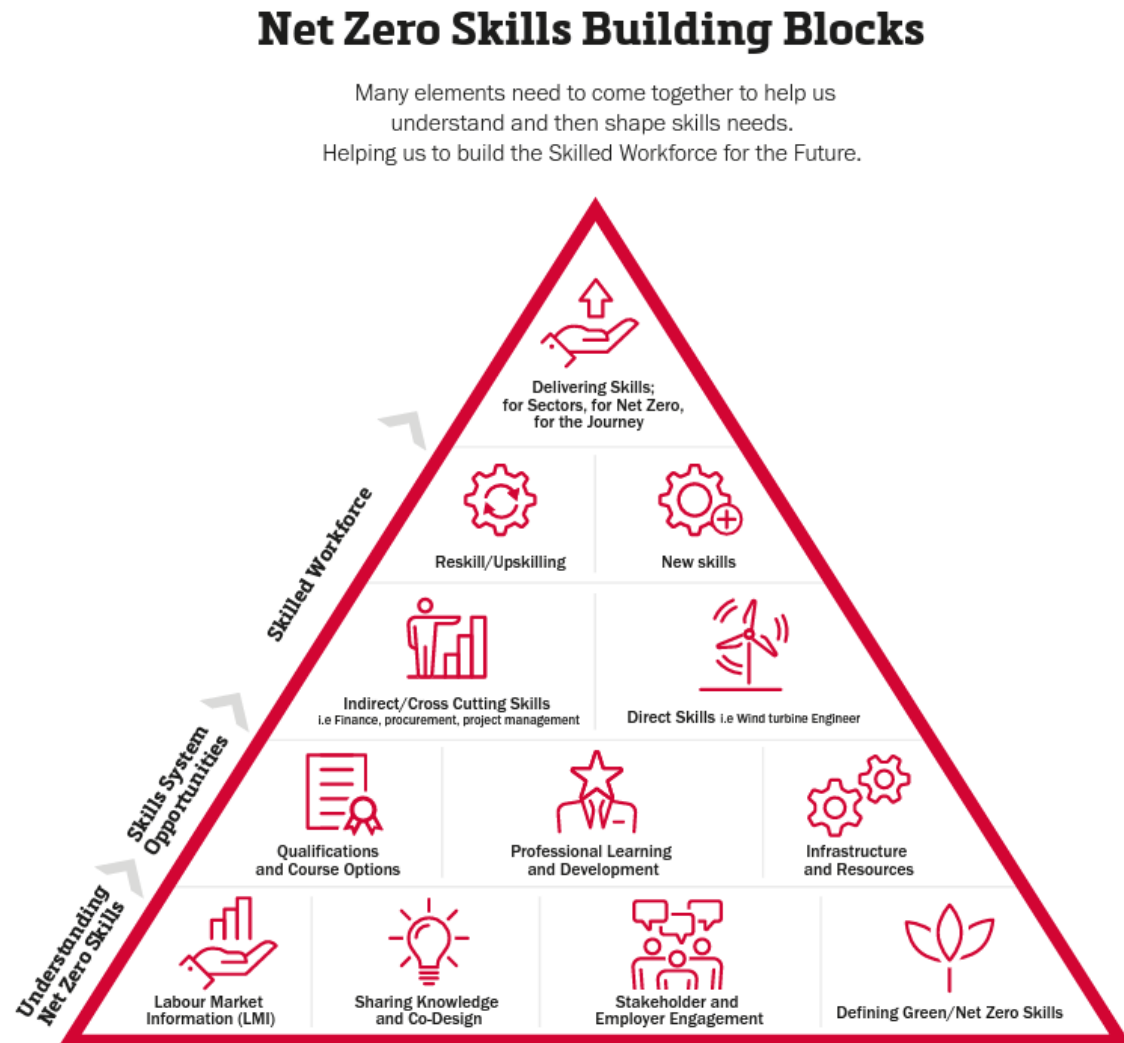 Net Zero Skills Building Blocks
Many elements need to come together to help us
understand and then shape skills needs.
Helping us to build the Skilled Workforce for the Future.
Delivering Skills;
for Sectors, for Net Zero,
for the Journey
Skilled Workforce
Reskill/Upskilling
New skills
Indirect/Cross Cutting Skills
i.e Finance, procurement, project management
Direct Skills i.e Wind turbine Engineer
Skills System
Opportunities
Qualifications
and Course Options
Professional Learning
and Development
Infrastructure
and Resources
Understanding
Net Zero Skills
Labour Market
Information (LMI)
Sharing Knowledge
and Co-Design
Stakeholder and
Employer Engagement
Defining Green/Net Zero Skills